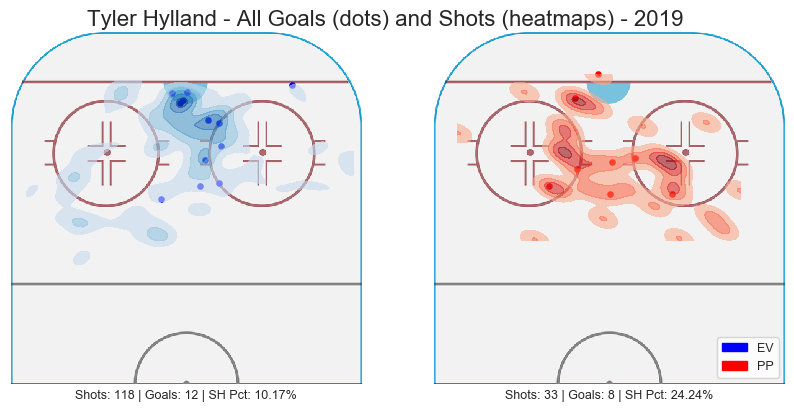 Tyler Hylland - All Goals (dots) and Shots (heatmaps) - 2019
EV
PP
Shots: 118 | Goals: 12 | SH Pct: 10.17%
Shots: 33 | Goals: 8 | SH Pct: 24.24%